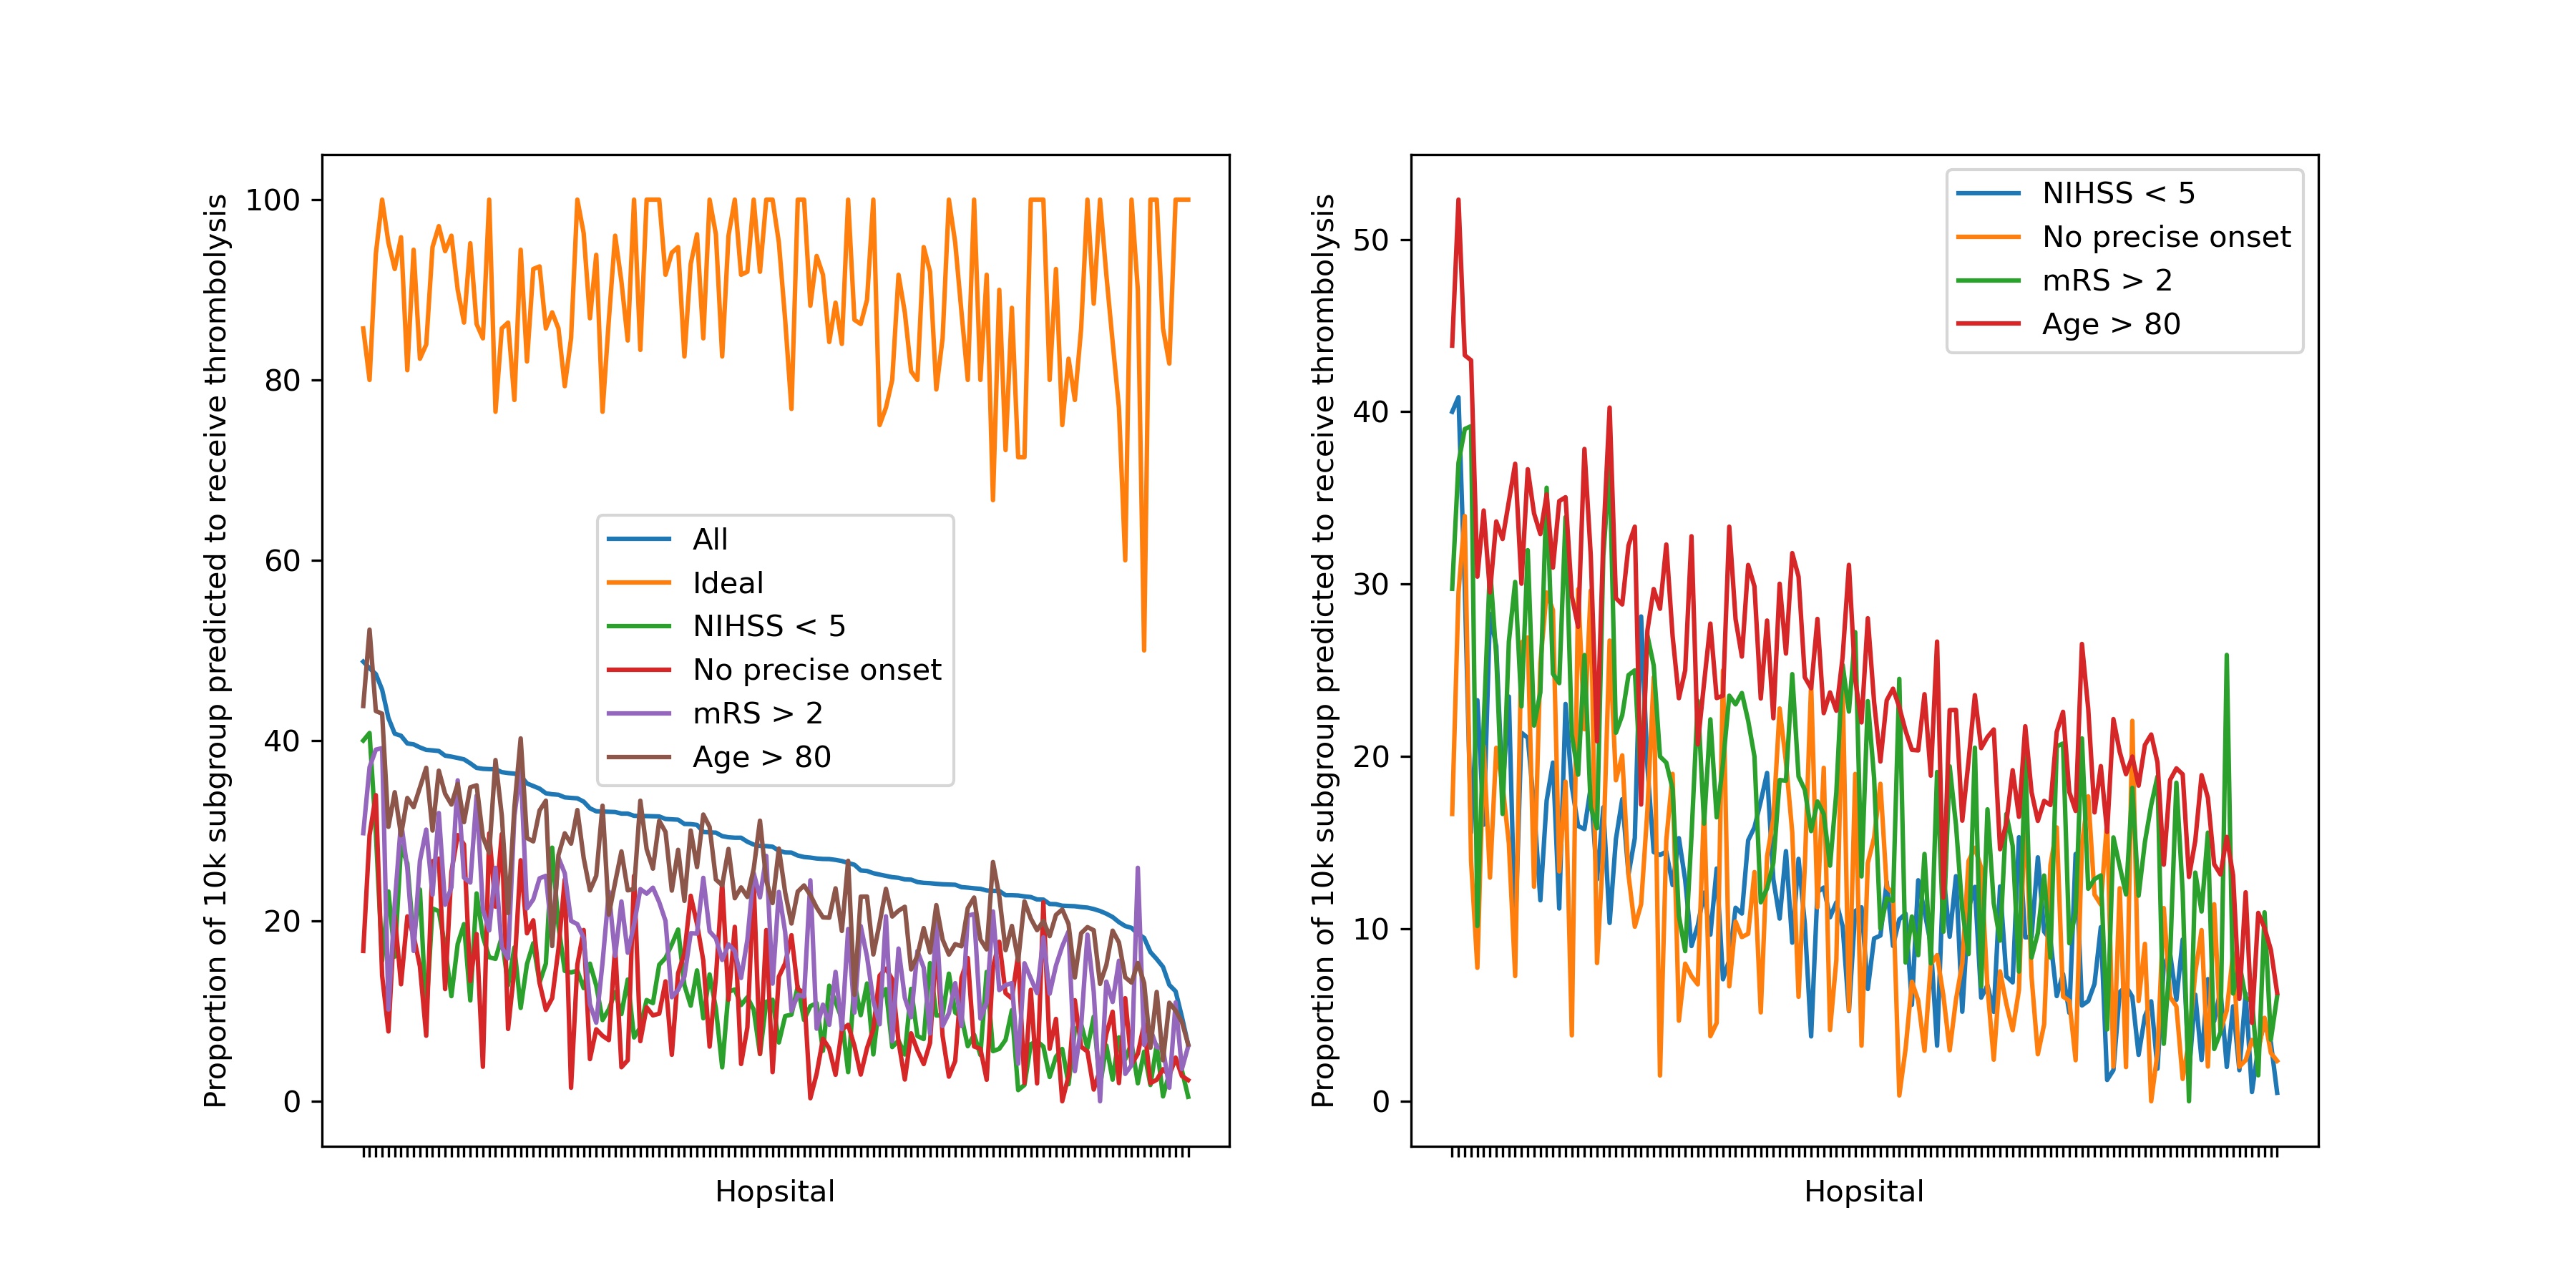 Proportion of 10k subgroup predicted to receive thrombolysis
100
80
60
40
20
0
All
Ideal
NIHSS < 5
No precise onset
mRS > 2
Age > 80
Hopsital
Proportion of 10k subgroup predicted to receive thrombolysis
50
40
30
20
10
0
NIHSS < 5
No precise onset
mRS > 2
Age > 80
Hopsital